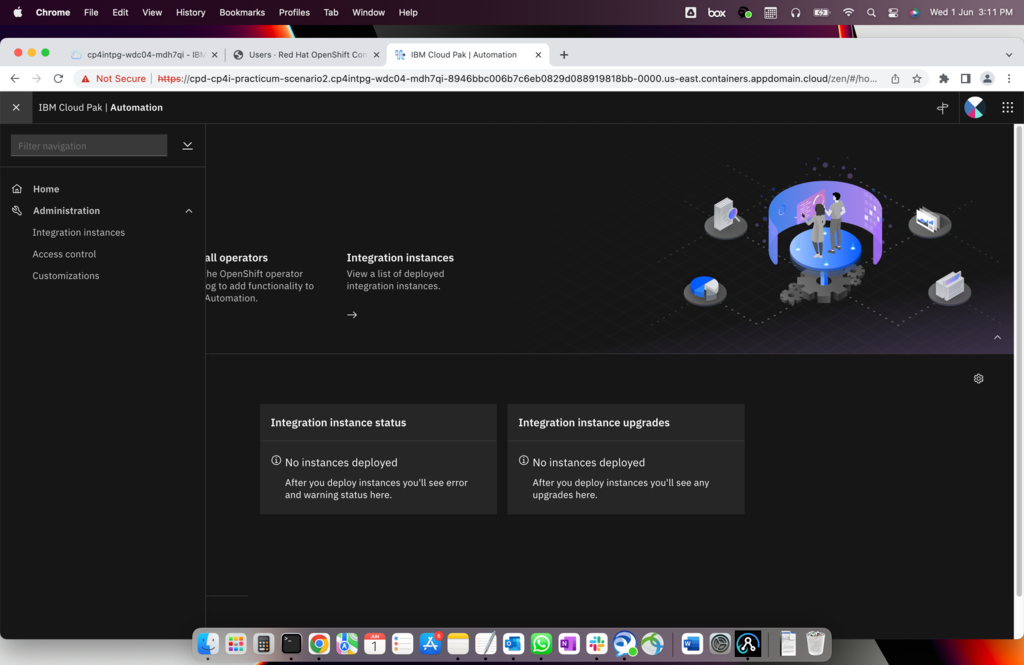 Chrome File Edit View History Bookmarks Profiles Tab Window Help
box
Wed 1 Jun 3:11 PM
cp4intpg-wdc04-mdh7qi - IBM
Users · Red Hat OpenShift Con
IBM Cloud Pak | Automation
Not Secure
https://cpd-cp4i-practicum-scenario2.cp4intpg-wdc04-mdh7qi-8946bbc006b7c6eb0829d088919818bb-0000.us-east.containers.appdomain.cloud/zen/#/ho...
IBM Cloud Pak | Automation
Filter navigation
Home
Administration
Integration instances
Access control
Customizations
all operators
he OpenShift operator
og to add functionality to
Automation.
Integration instances
View a list of deployed
integration instances.
Integration instance status
No instances deployed
After you deploy instances you'll see error
and warning status here.
Integration instance upgrades
No instances deployed
After you deploy instances you'll see any
upgrades here.
JUN
1
5